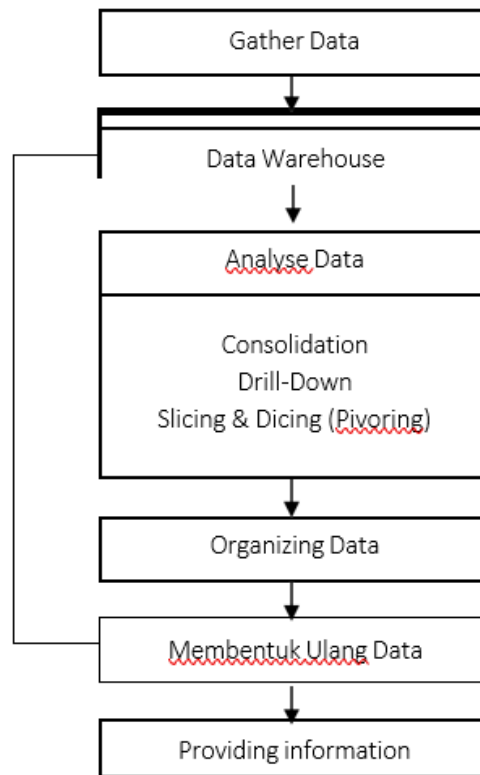 Gather Data
Data Warehouse
Analyse Data
Consolidation
Drill-Down
Slicing & Dicing (Pivoring)
Organizing Data
Membentuk Ulang Data
Providing information